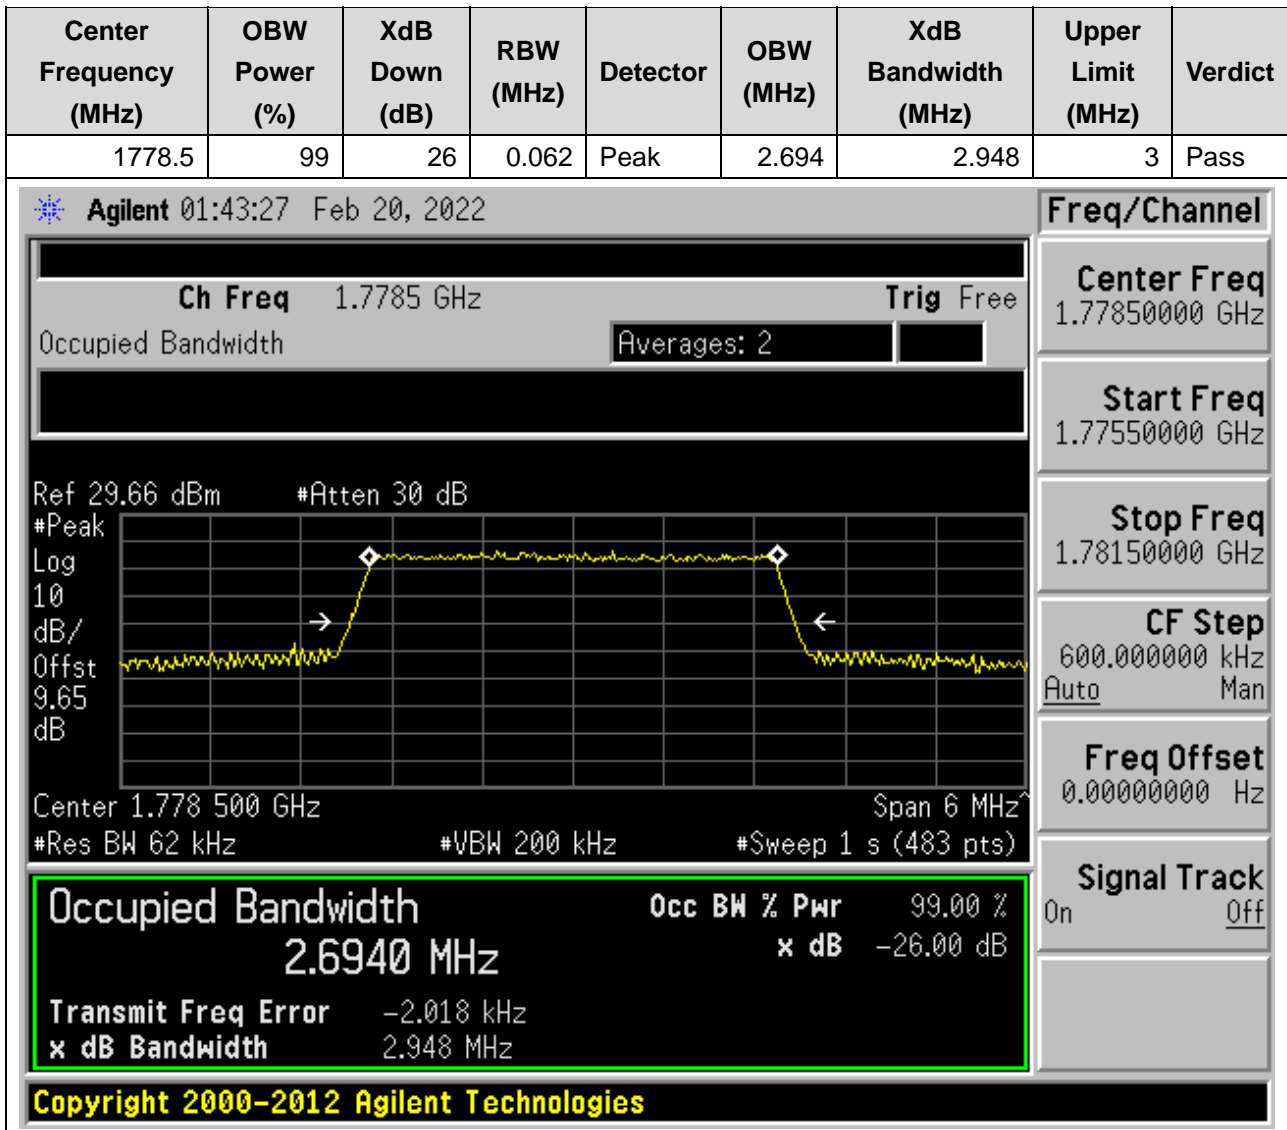 Center Frequency (MHz) OBW Power (%) XdB Down (dB) RBW (MHz) Detector OBW (MHz) XdB Bandwidth (MHz) Upper Limit (MHz) Verdict
1778.5 99 26 0.062 Peak 2.694 2.948 3 Pass
Agilent 01:43:27 Feb 20, 2022
Freq/Channel
Ch Freq 1.7785 GHz Trig Free
Occupied Bandwidth Averages: 2
Ref 29.66 dBm #Atten 30 dB
#Peak
Log
10
dB/
Offst
9.65
dB
Center 1.778 500 GHz Span 6 MHz^
#Res BW 62 kHz #VBW 200 kHz #Sweep 1 s (483 pts)
Occupied Bandwidth Occ BW % Pwr 99.00 %
2.6940 MHz x dB -26.00 dB
Transmit Freq Error -2.018 kHz
x dB Bandwidth 2.948 MHz
Center Freq
1.77850000 GHz
Start Freq
1.77550000 GHz
Stop Freq
1.78150000 GHz
CF Step
600.000000 kHz
Auto Man
Freq Offset
0.00000000 Hz
Signal Track
On Off
Copyright 2000-2012 Agilent Technologies